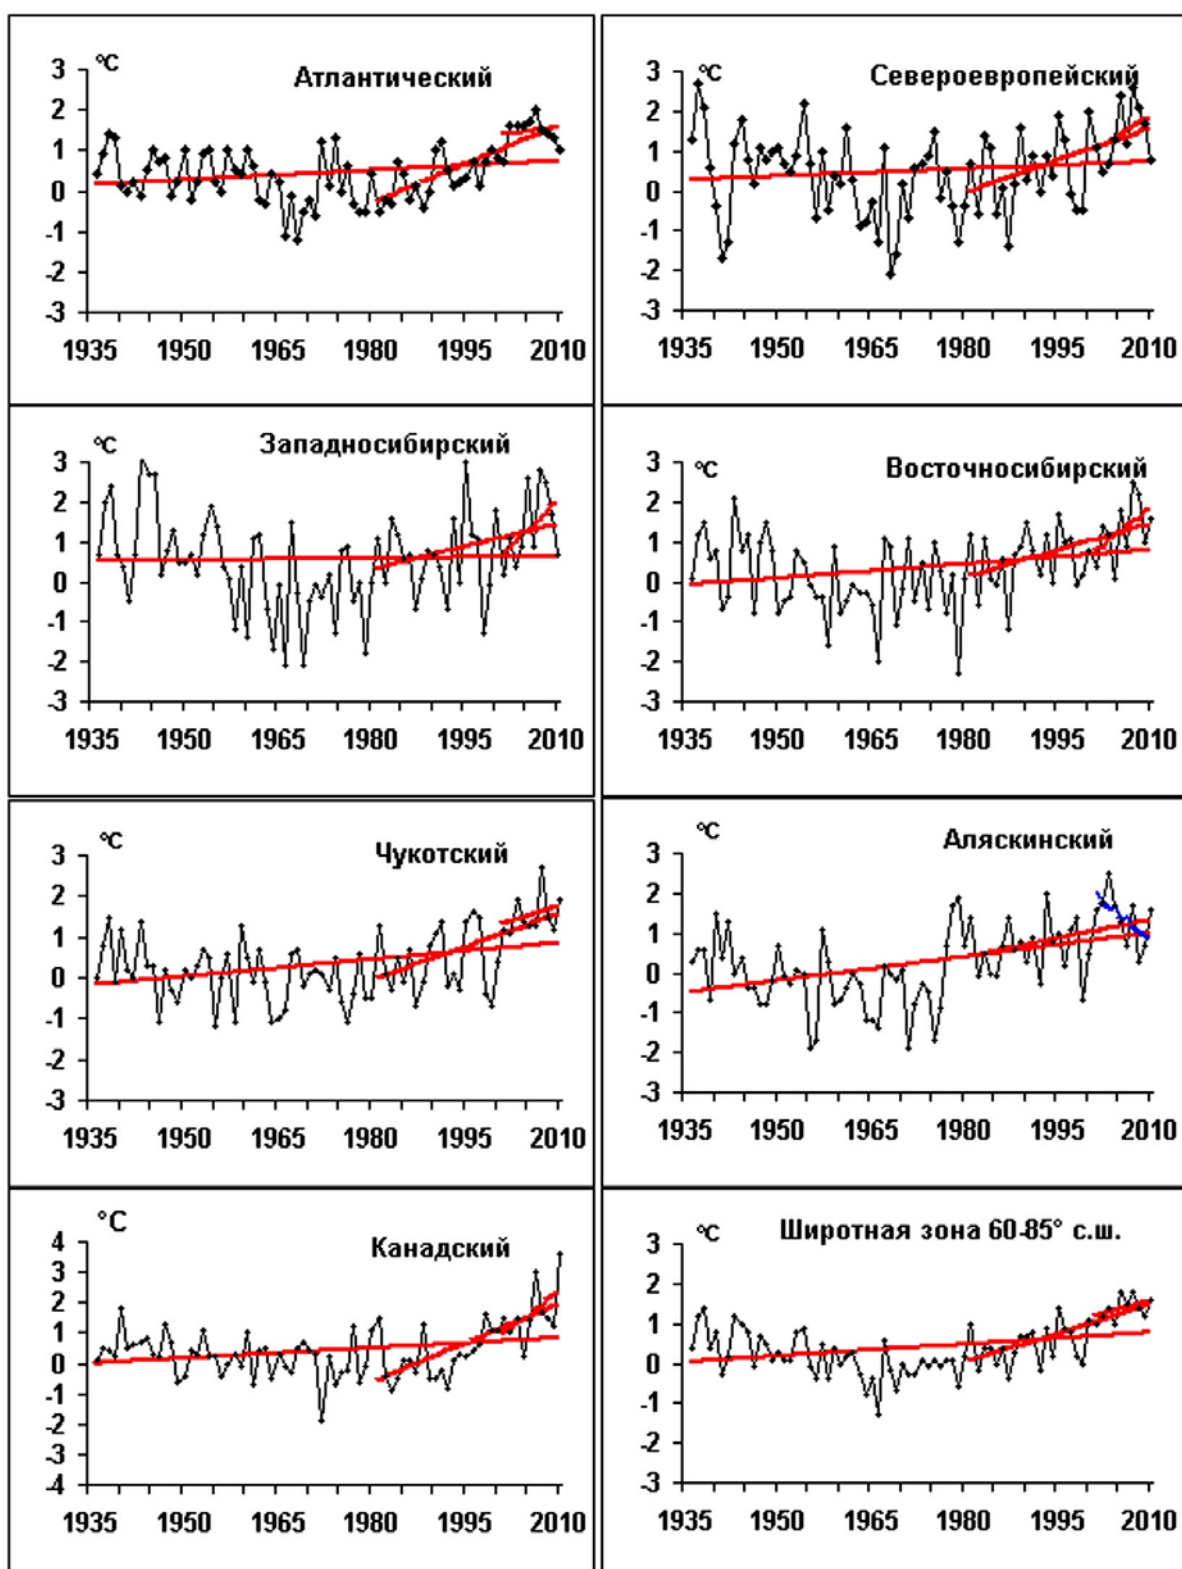 °C
Атлантический
3
2
1
0
-1
-2
-3
1935 1950 1965 1980 1995 2010
°C
Североевропейский
3
2
1
0
-1
-2
-3
1935 1950 1965 1980 1995 2010
°C
Западносибирский
3
2
1
0
-1
-2
-3
1935 1950 1965 1980 1995 2010
°C
Восточносибирский
3
2
1
0
-1
-2
-3
1935 1950 1965 1980 1995 2010
°C
Чукотский
3
2
1
0
-1
-2
-3
1935 1950 1965 1980 1995 2010
°C
Аляскинский
3
2
1
0
-1
-2
-3
1935 1950 1965 1980 1995 2010
°C
Канадский
4
3
2
1
0
-1
-2
-3
-4
1935 1950 1965 1980 1995 2010
°C
Широтная зона 60-85° с.ш.
3
2
1
0
-1
-2
-3
1935 1950 1965 1980 1995 2010